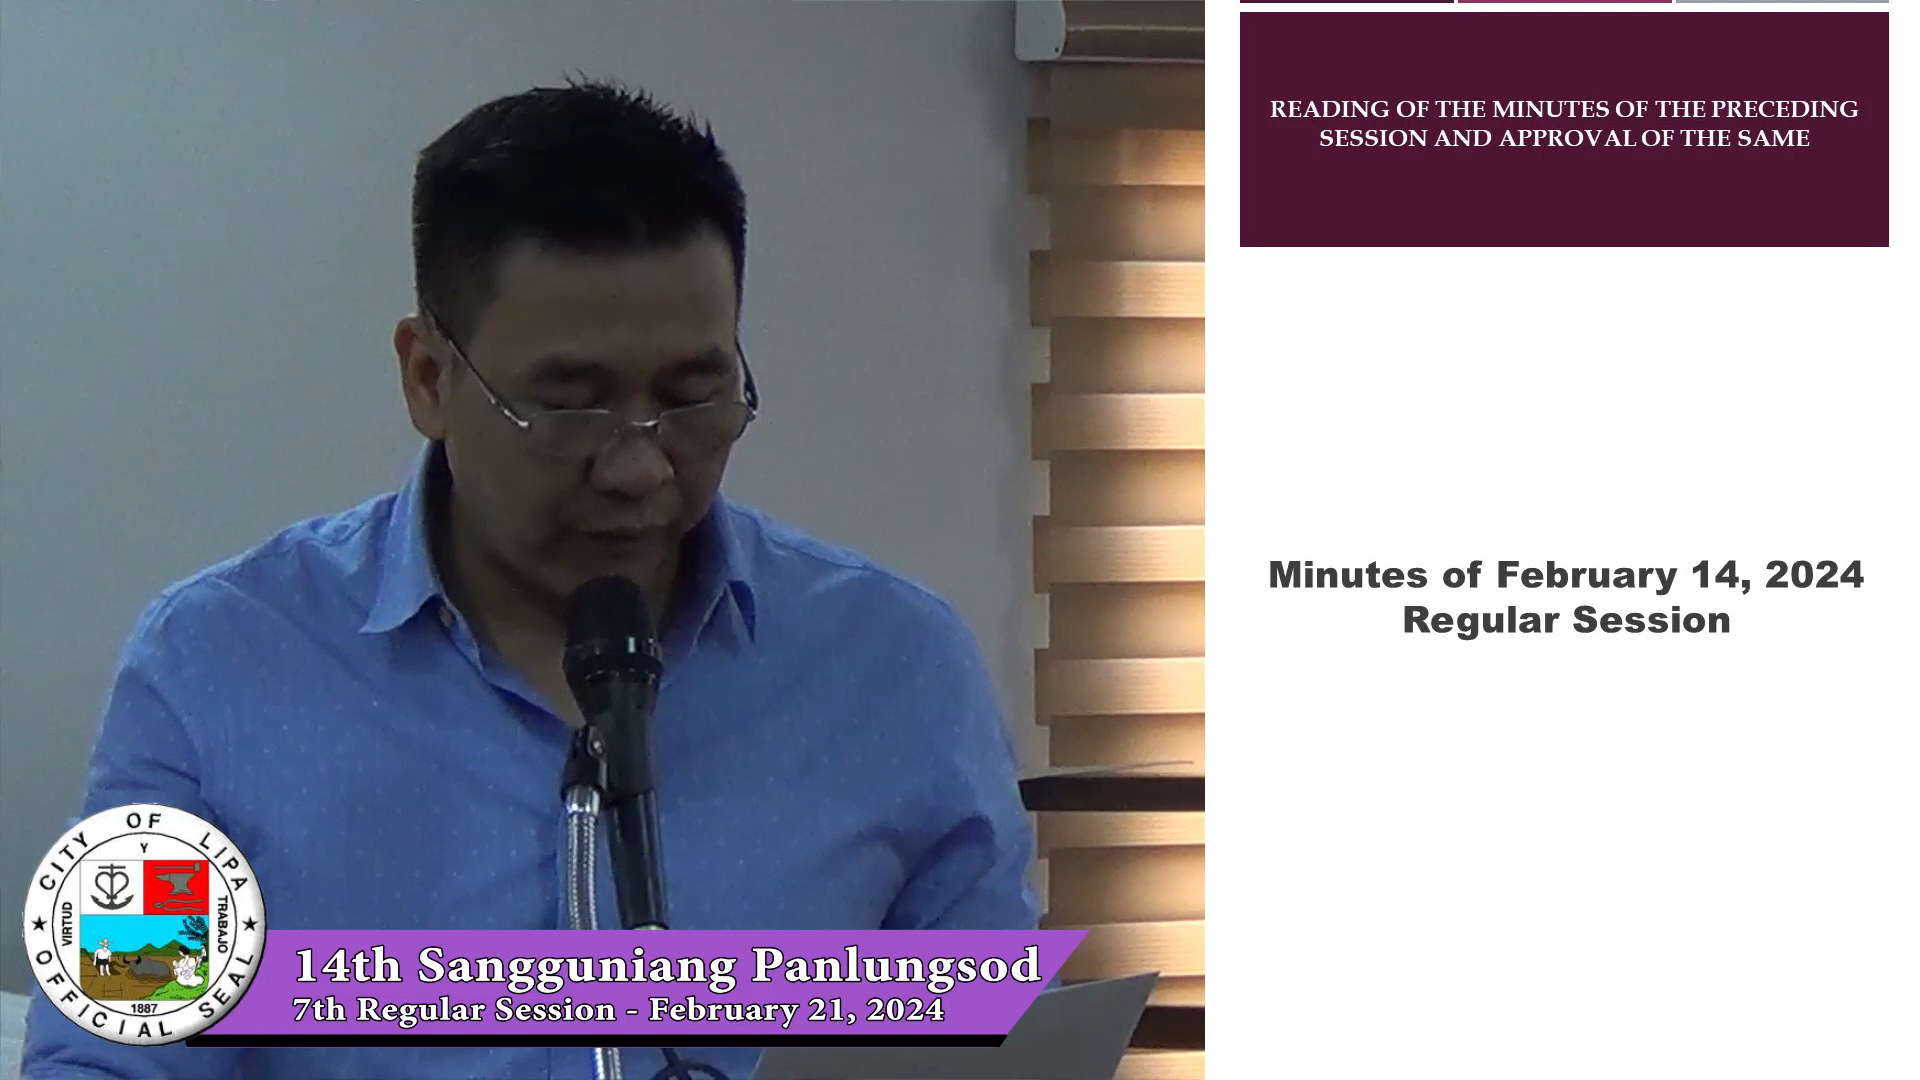 READING OF THE MINUTES OF THE PRECEDING
SESSION AND APPROVAL OF THE SAME
Minutes of February 14, 2024
Regular Session
CITY OF LIPA
Y
VIRTUD
TRABAJO
1887
OFFICIAL SEAL
14th Sangguniang Panlungsod
7th Regular Session - February 21, 2024